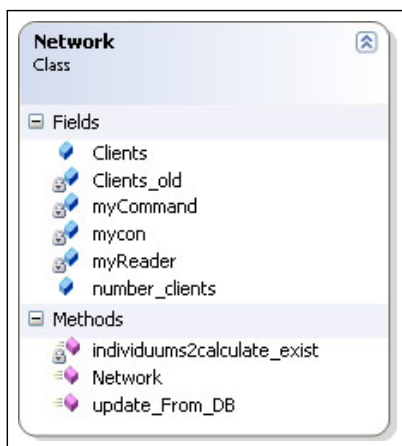 Network
Class
Fields
Clients
Clients_old
myCommand
mycon
myReader
number_clients
Methods
individuums2calculate_exist
Network
update_From_DB